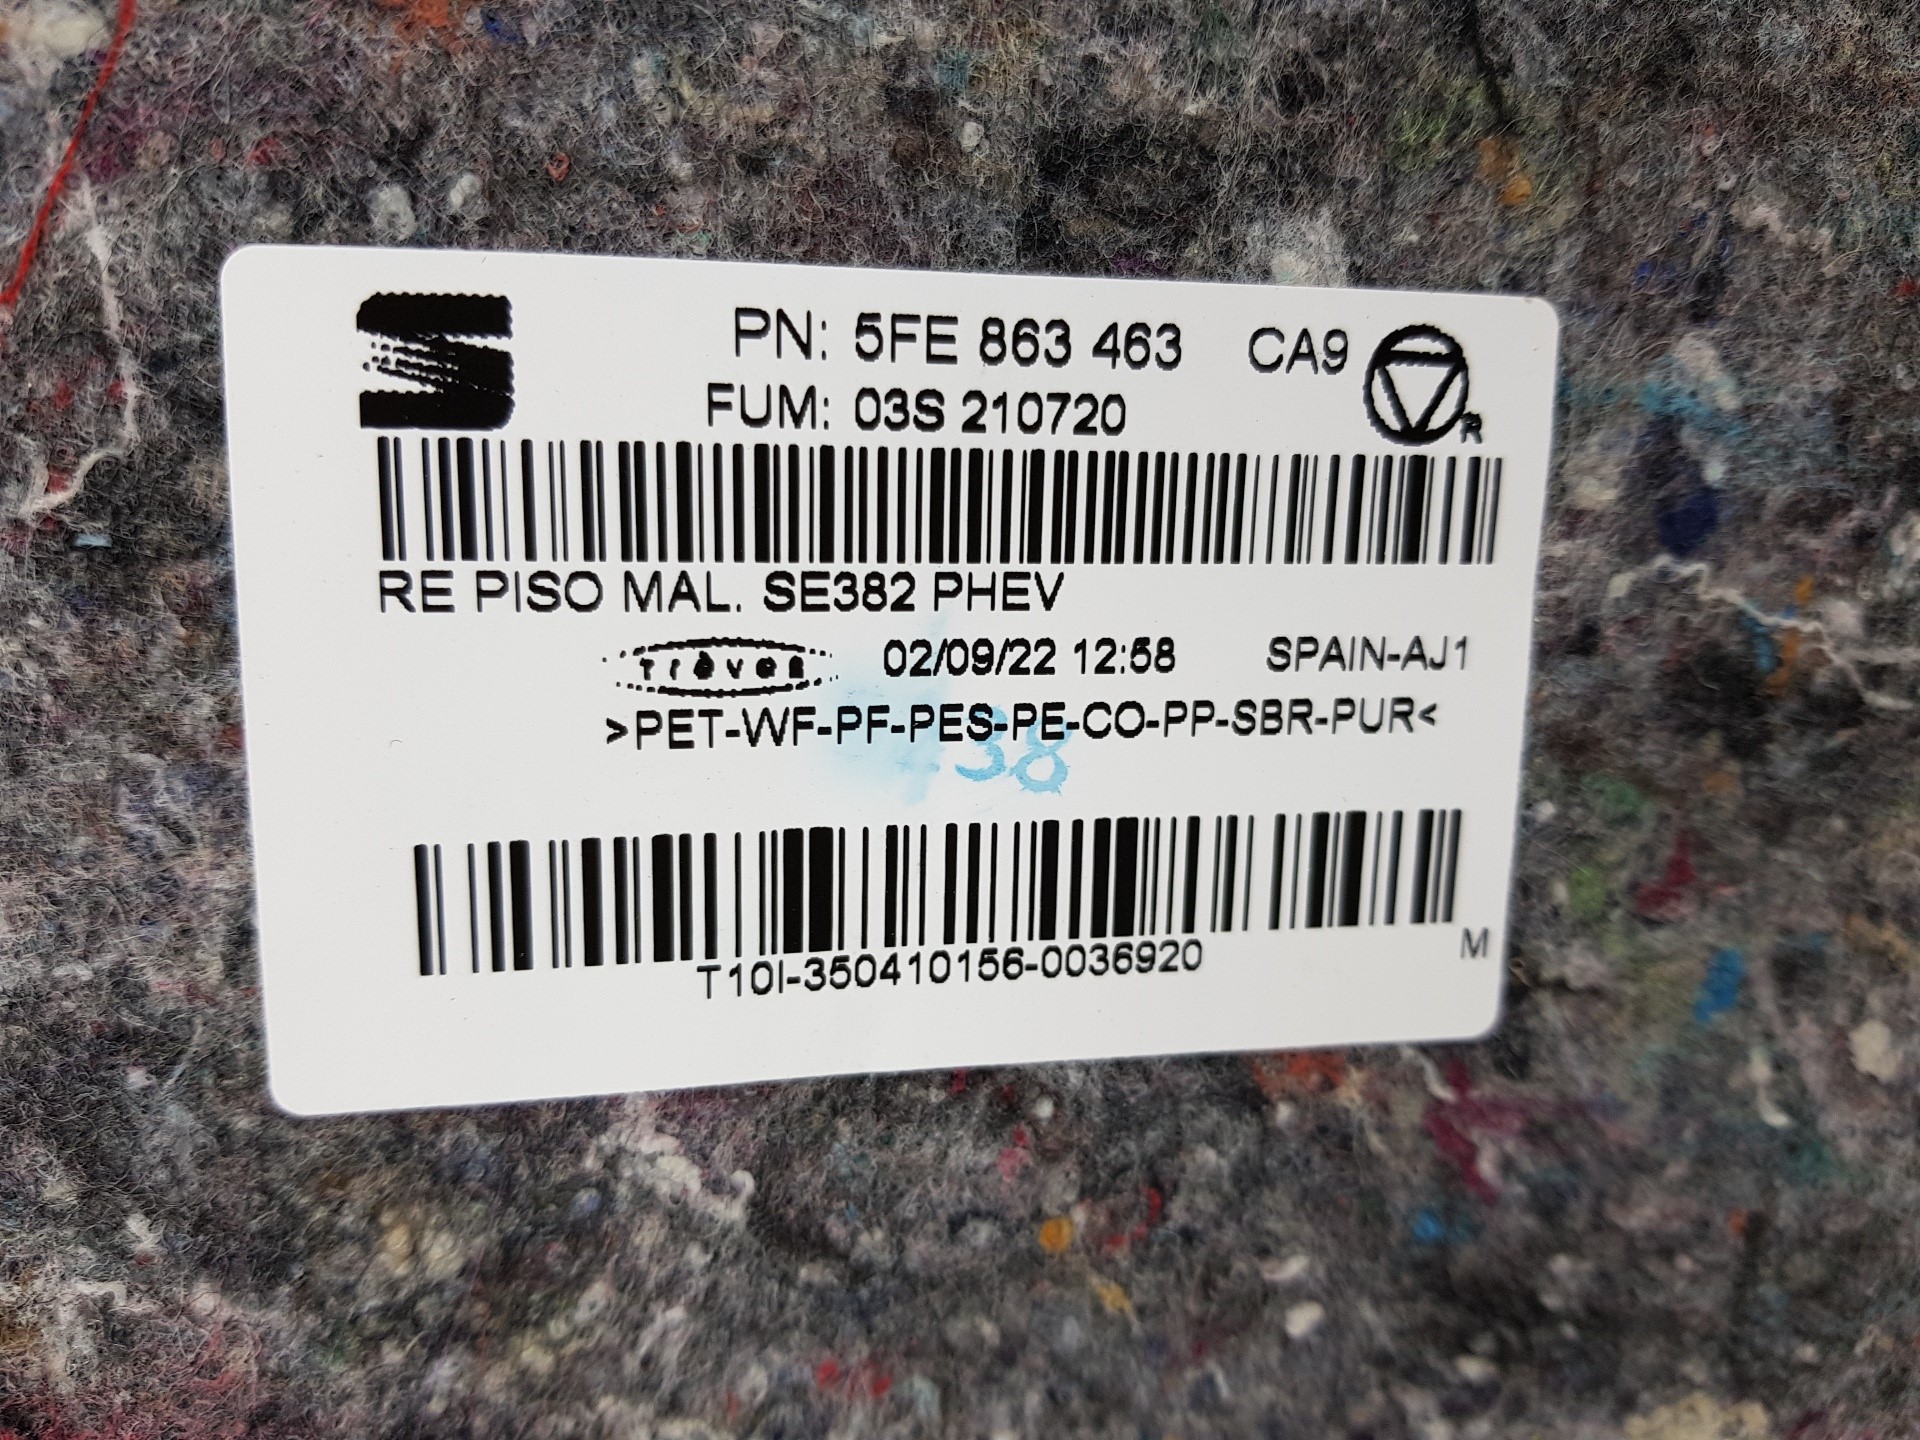 S
PN: 5FE 863 463 CA9
FUM: 03S 210720
R
RE PISO MAL. SE382 PHEV
Trèves 02/09/22 12:58 SPAIN-AJ1
>PET-WF-PF-PES-PE-CO-PP-SBR-PUR<
38
T10I-350410156-0036920
M